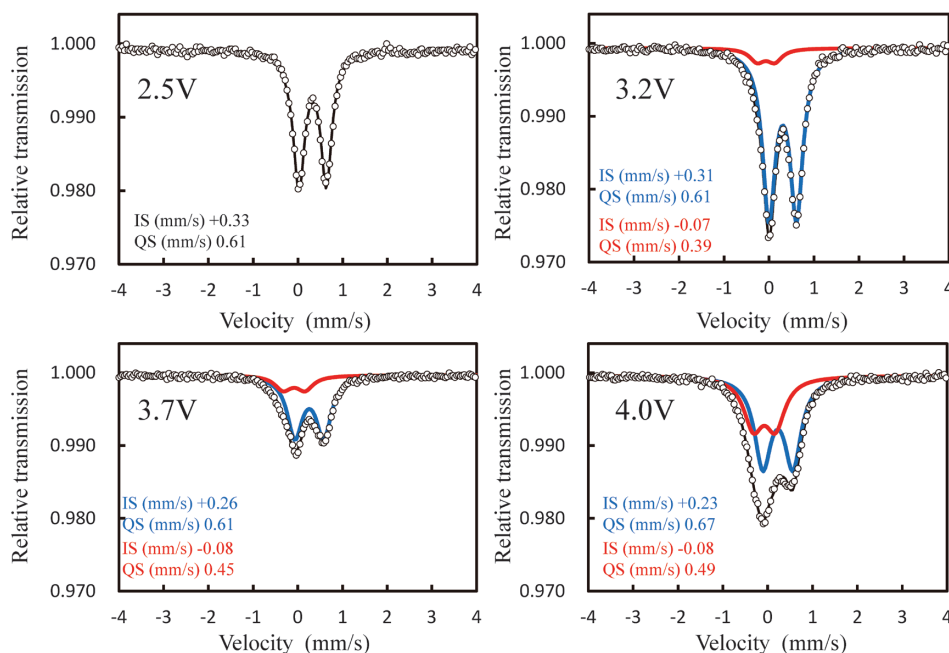 1.000
0.990
0.980
0.970
Relative transmission
2.5V
IS (mm/s) +0.33
QS (mm/s) 0.61
-4 -3 -2 -1 0 1 2 3 4
Velocity (mm/s)
1.000
0.990
0.980
0.970
Relative transmission
3.2V
IS (mm/s) +0.31
QS (mm/s) 0.61
IS (mm/s) -0.07
QS (mm/s) 0.39
-4 -3 -2 -1 0 1 2 3 4
Velocity (mm/s)
1.000
0.990
0.980
0.970
Relative transmission
3.7V
IS (mm/s) +0.26
QS (mm/s) 0.61
IS (mm/s) -0.08
QS (mm/s) 0.45
-4 -3 -2 -1 0 1 2 3 4
Velocity (mm/s)
1.000
0.990
0.980
0.970
Relative transmission
4.0V
IS (mm/s) +0.23
QS (mm/s) 0.67
IS (mm/s) -0.08
QS (mm/s) 0.49
-4 -3 -2 -1 0 1 2 3 4
Velocity (mm/s)